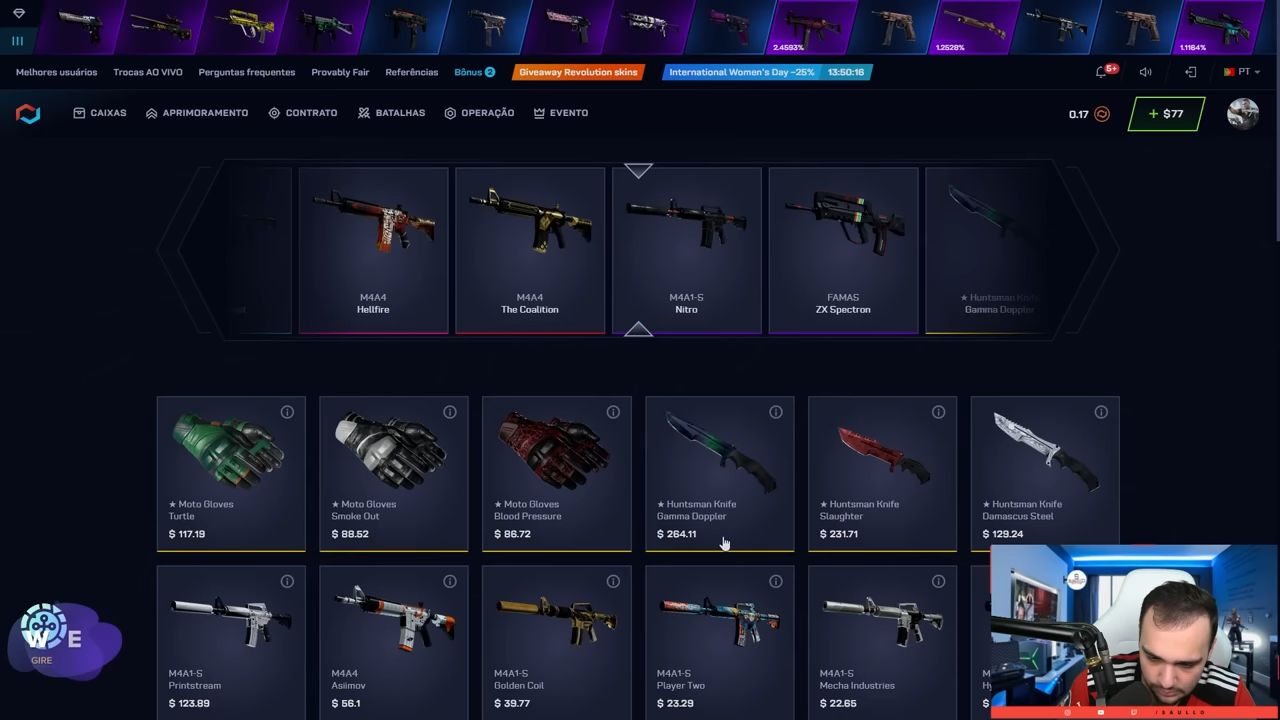 2.4593%
1.2528%
1.1164%
Melhores usuários
Trocas AO VIVO
Perguntas frequentes
Provably Fair
Referências
Bônus 2
Giveaway Revolution skins
International Women's Day -25% 13:50:16
5+
PT
CAIXAS
APRIMORAMENTO
CONTRATO
BATALHAS
OPERAÇÃO
EVENTO
0.17
+ $77
M4A4
Hellfire
M4A4
The Coalition
M4A1-S
Nitro
FAMAS
ZX Spectron
★ Huntsman Knife
Gamma Doppler
★ Moto Gloves
Turtle
$ 117.19
★ Moto Gloves
Smoke Out
$ 88.52
★ Moto Gloves
Blood Pressure
$ 86.72
★ Huntsman Knife
Gamma Doppler
$ 264.11
★ Huntsman Knife
Slaughter
$ 231.71
★ Huntsman Knife
Damascus Steel
$ 129.24
W E
GIRE
M4A1-S
Printstream
$ 123.89
M4A4
Asiimov
$ 56.1
M4A1-S
Golden Coil
$ 39.77
M4A1-S
Player Two
$ 23.29
M4A1-S
Mecha Industries
$ 22.65